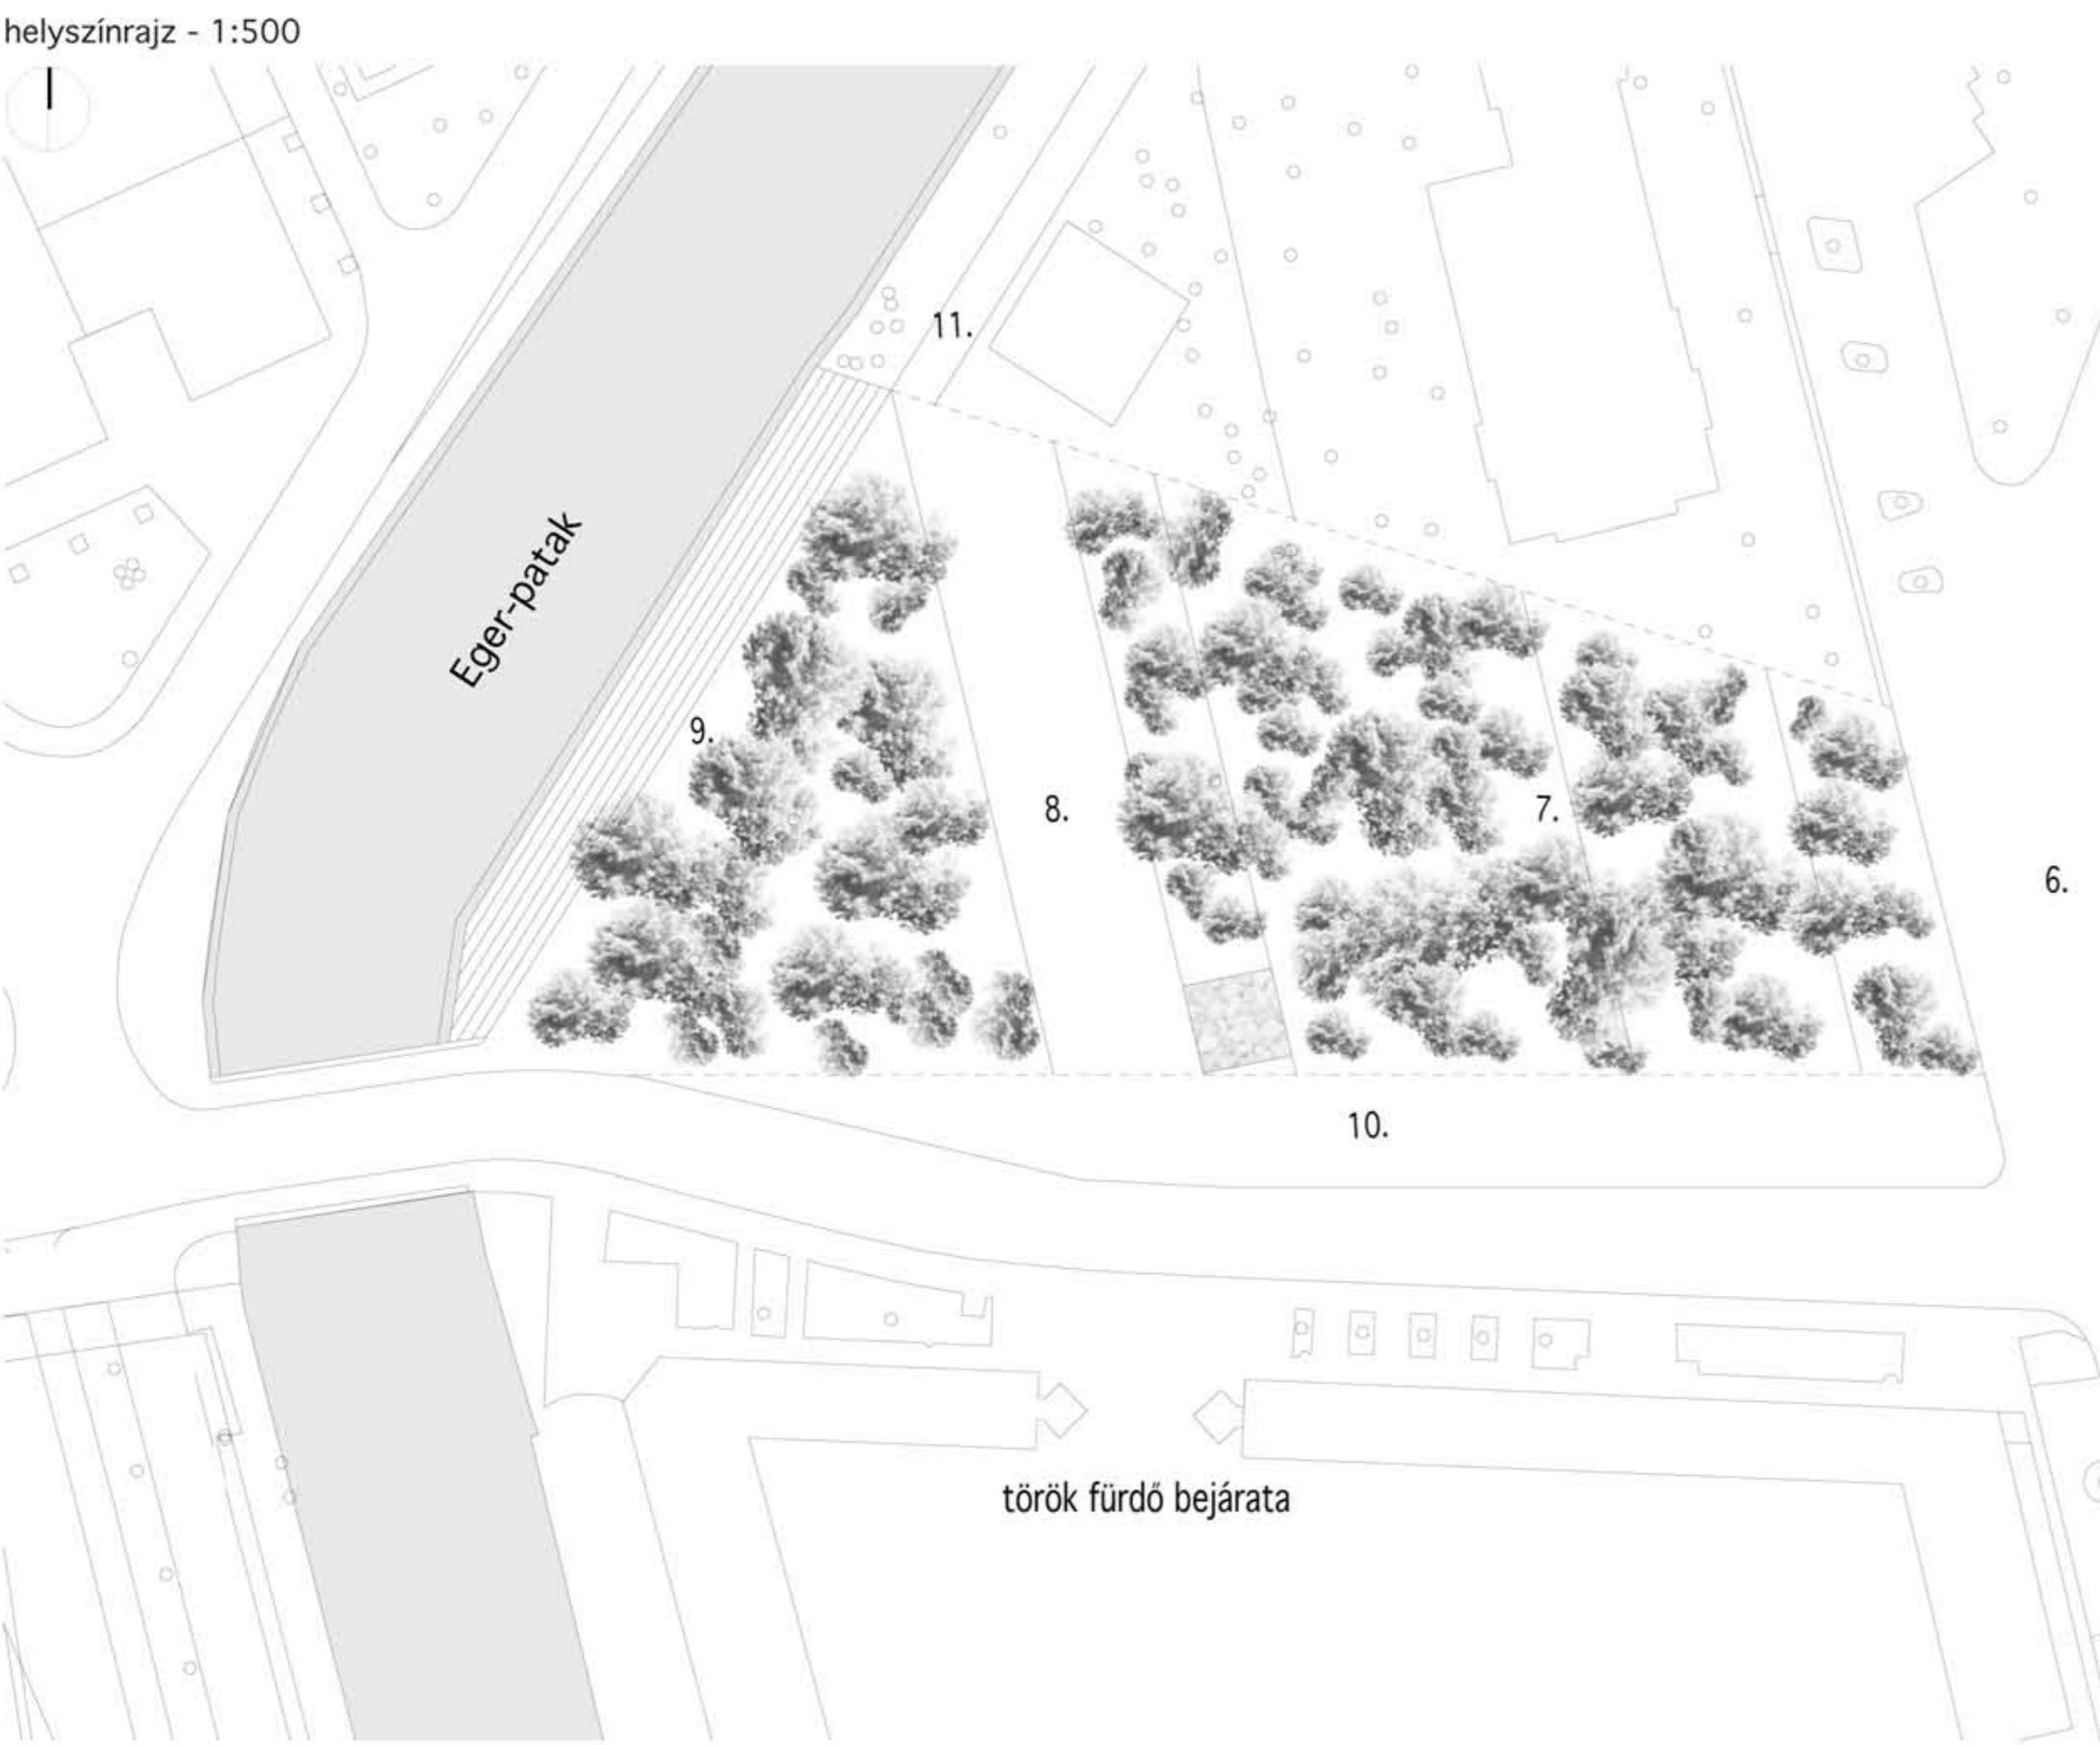 helyszínrajz - 1:500
11.
Eger-patak
9.
8.
7.
6.
10.
török fürdő bejárata